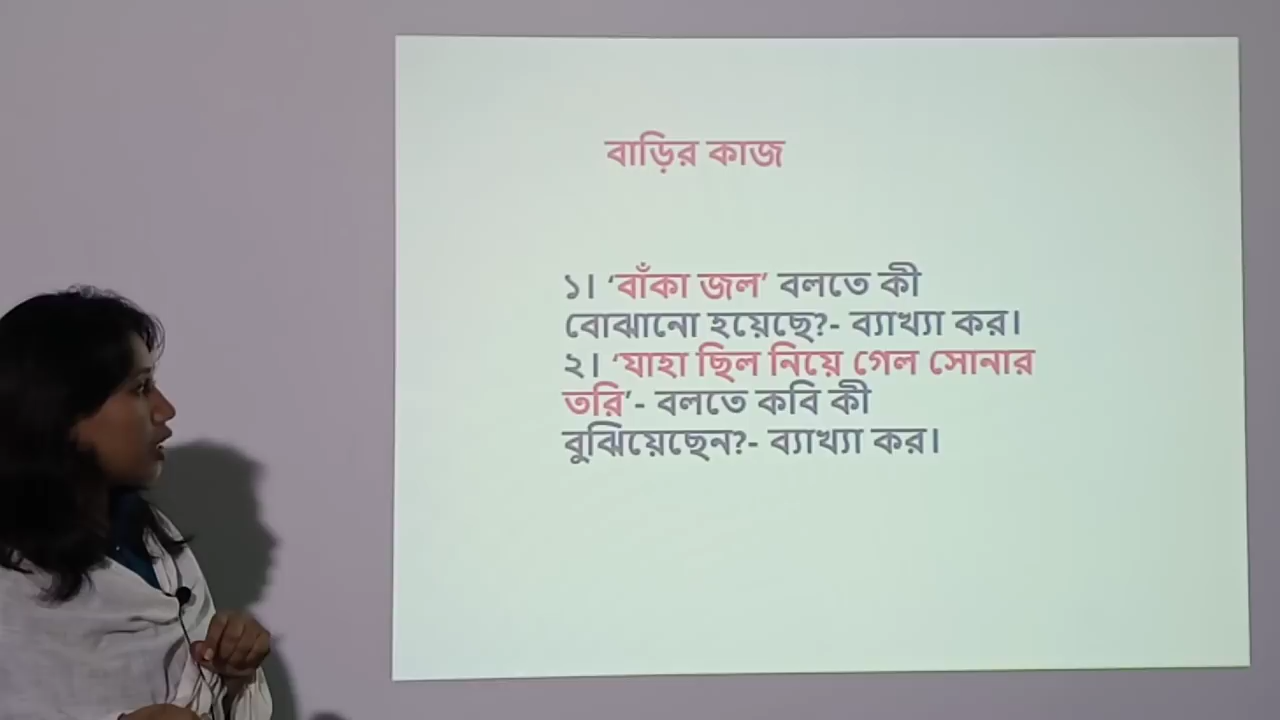 বাড়ির কাজ
১। ‘বাঁকা জল’ বলতে কী
বোঝানো হয়েছে?- ব্যাখ্যা কর।
২। ‘যাহা ছিল নিয়ে গেল সোনার
তরি’- বলতে কবি কী
বুঝিয়েছেন?- ব্যাখ্যা কর।